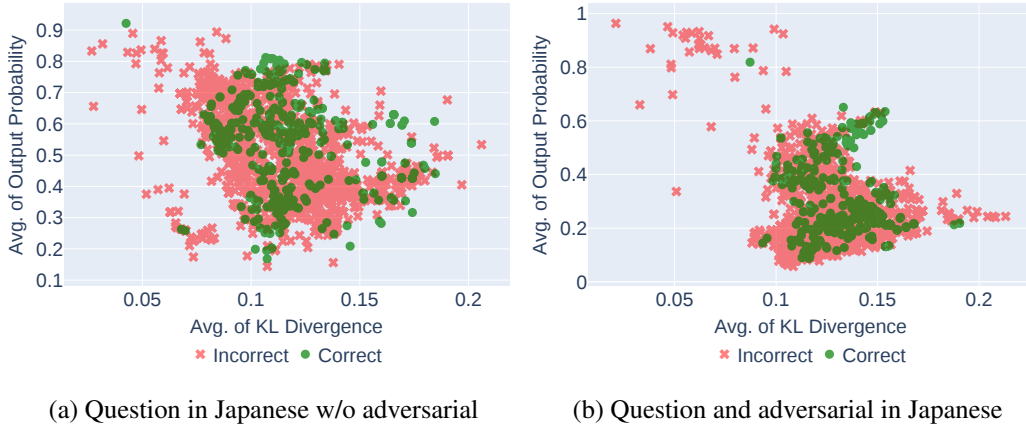 0.9
0.8
0.7
0.6
0.5
0.4
0.3
0.2
0.1
Avg. of Output Probability
0.05
0.1
0.15
0.2
Avg. of KL Divergence
Incorrect
Correct
(a) Question in Japanese w/o adversarial
1
0.8
0.6
0.4
0.2
0
Avg. of Output Probability
0.05
0.1
0.15
0.2
Avg. of KL Divergence
Incorrect
Correct
(b) Question and adversarial in Japanese